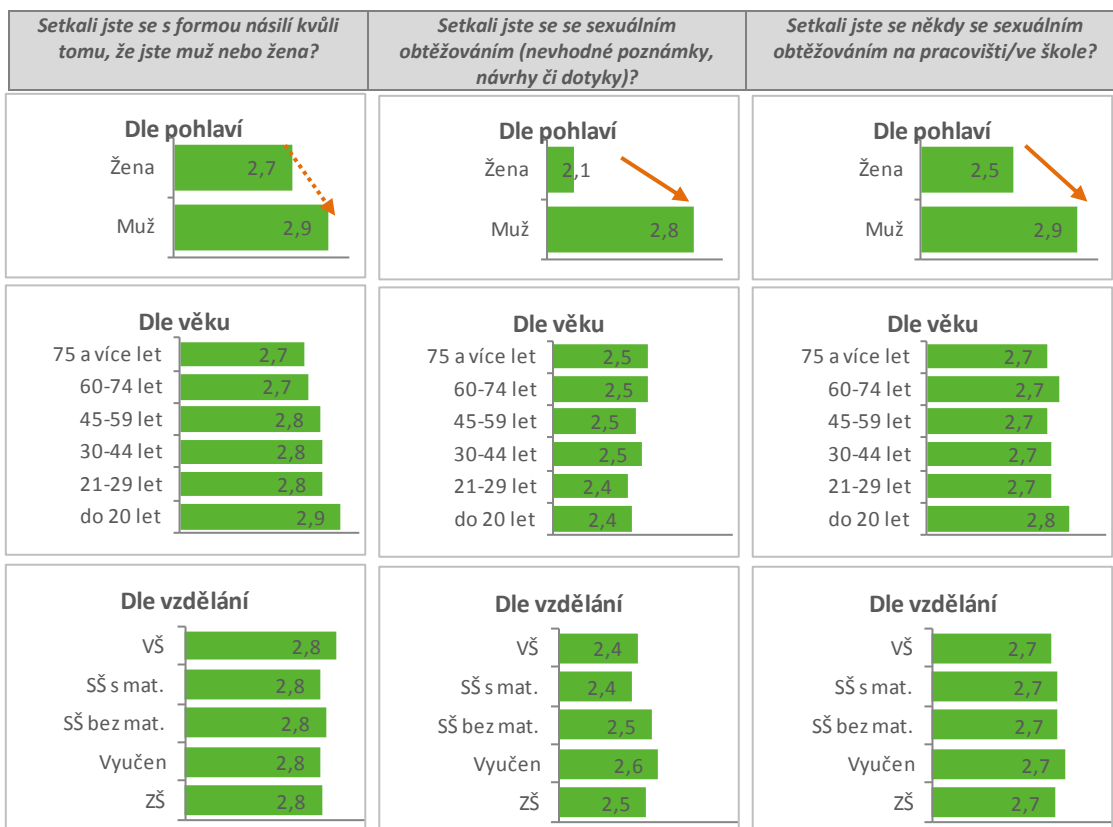 Setkali jste se s formou násilí kvůli
tomu, že jste muž nebo žena?
Setkali jste se se sexuálním
obtěžováním (nevhodné poznámky,
návrhy či dotyky)?
Setkali jste se někdy se sexuálním
obtěžováním na pracovišti/ve škole?
Dle pohlaví
Žena 2,7
Muž 2,9
Dle pohlaví
Žena 2,1
Muž 2,8
Dle pohlaví
Žena 2,5
Muž 2,9
Dle věku
75 a více let 2,7
60-74 let 2,7
45-59 let 2,8
30-44 let 2,8
21-29 let 2,8
do 20 let 2,9
Dle věku
75 a více let 2,5
60-74 let 2,5
45-59 let 2,5
30-44 let 2,5
21-29 let 2,4
do 20 let 2,4
Dle věku
75 a více let 2,7
60-74 let 2,7
45-59 let 2,7
30-44 let 2,7
21-29 let 2,7
do 20 let 2,8
Dle vzdělání
VŠ 2,8
SŠ s mat. 2,8
SŠ bez mat. 2,8
Vyučen 2,8
ZŠ 2,8
Dle vzdělání
VŠ 2,4
SŠ s mat. 2,4
SŠ bez mat. 2,5
Vyučen 2,6
ZŠ 2,5
Dle vzdělání
VŠ 2,7
SŠ s mat. 2,7
SŠ bez mat. 2,7
Vyučen 2,7
ZŠ 2,7